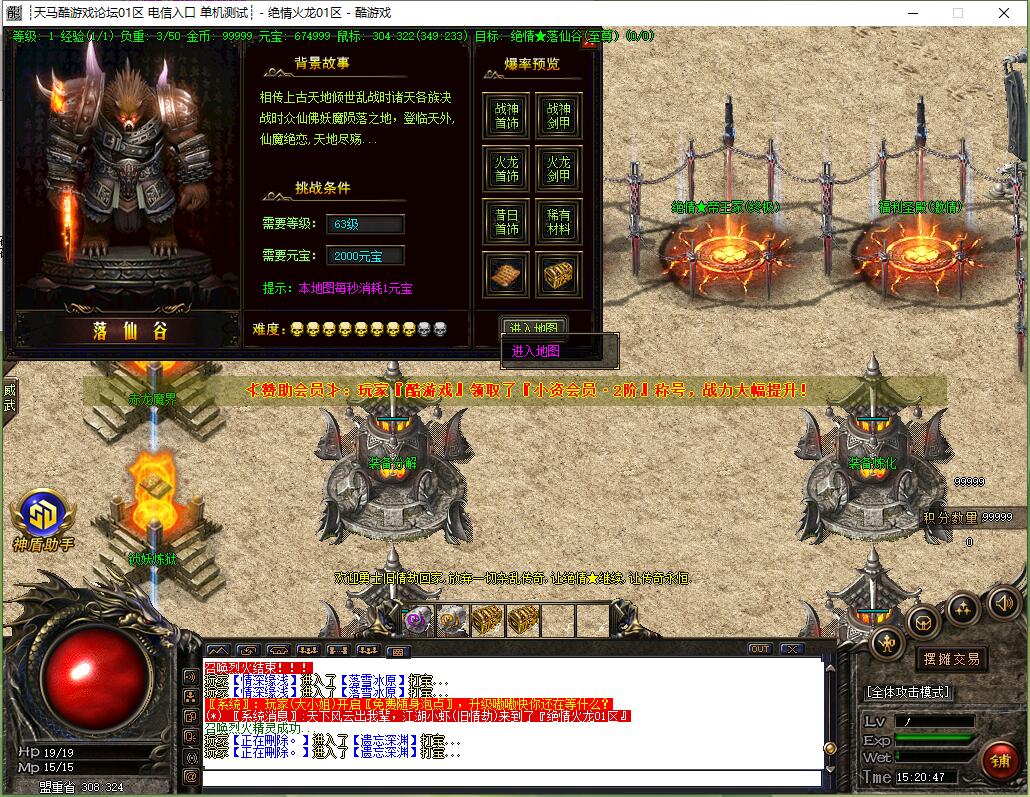 天马酷游戏论坛01区 电信入口 单机测试 - 绝情火龙01区 - 酷游戏
等级: 1 经验(1/1) 负重: 3/50 金币: 99999 元宝: 674999 鼠标: 304:322(349:233) 目标: 绝情★落仙谷(至尊) (0/0)
背景故事
相传上古天地倾世乱战时诸天各族决
战时众仙佛妖魔陨落之地，登临天外,
仙魔绝恋,天地尽殇...
挑战条件
需要等级: 63级
需要元宝: 2000元宝
提示: 本地图每秒消耗1元宝
落仙谷
难度:
爆率预览
战神首饰
战神剑甲
火龙首饰
火龙剑甲
昔日首饰
稀有材料
进入地图
进入地图
绝情★帝王冢(终极)
福利圣殿(激情)
威武
赤龙魔界
《赞助会员》: 玩家『酷游戏』领取了『小资会员·2阶』称号，战力大幅提升！
装备分解
装备炼化
99999
积分数量 99999
0
神盾助手
锁妖炼狱
欢迎勇士旧情劫回家,放弃一切杂乱传奇,让绝情★继续,让传奇永恒
OUT
召唤烈火结束！！！
玩家【情深缘浅】进入了【落雪冰原】打宝...
玩家【情深缘浅】进入了【落雪冰原】打宝...
〖系统〗: 玩家(大小姐)开启〖免费随身泡点〗, 升级嗷嗷快你还在等什么？
(*) 〖系统消息〗:天下风云出我辈, 江湖小虾(旧情劫)来到了『绝情火龙01区』
召唤烈火精灵成功..
玩家【正在刪除。】进入了【遗忘深渊】打宝...
玩家【正在刪除。】进入了【遗忘深渊】打宝...
摆摊交易
[全体攻击模式]
Lv
Exp
Wet
Tme 15:20:47
铺
Hp 19/19
Mp 15/15
盟重省 308:324